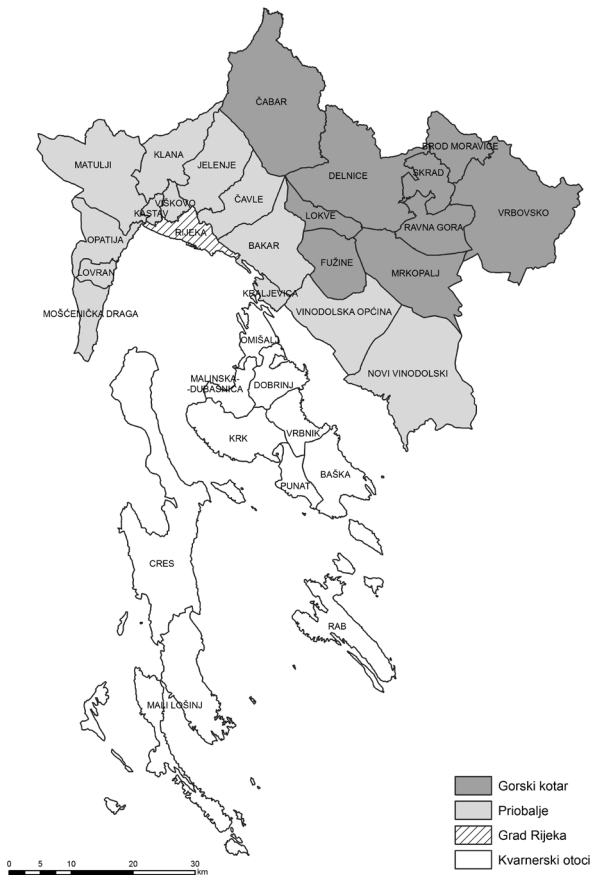 ČABAR
BROD MORAVICE
MATULJI
KLANA
JELENJE
DELNICE
SKRAD
ČAVLE
VIŠKOVO
KASTAV
LOKVE
VRBOVSKO
RAVNA GORA
RIJEKA
OPATIJA
BAKAR
FUŽINE
LOVRAN
MRKOPALJ
KRALJEVICA
MOŠĆENIČKA DRAGA
VINODOLSKA OPĆINA
OMIŠALJ
NOVI VINODOLSKI
MALINSKA-
-DUBAŠNICA
DOBRINJ
VRBNIK
KRK
BAŠKA
PUNAT
CRES
RAB
MALI LOŠINJ
Gorski kotar
Priobalje
Grad Rijeka
Kvarnerski otoci
0 5 10 20 30
km